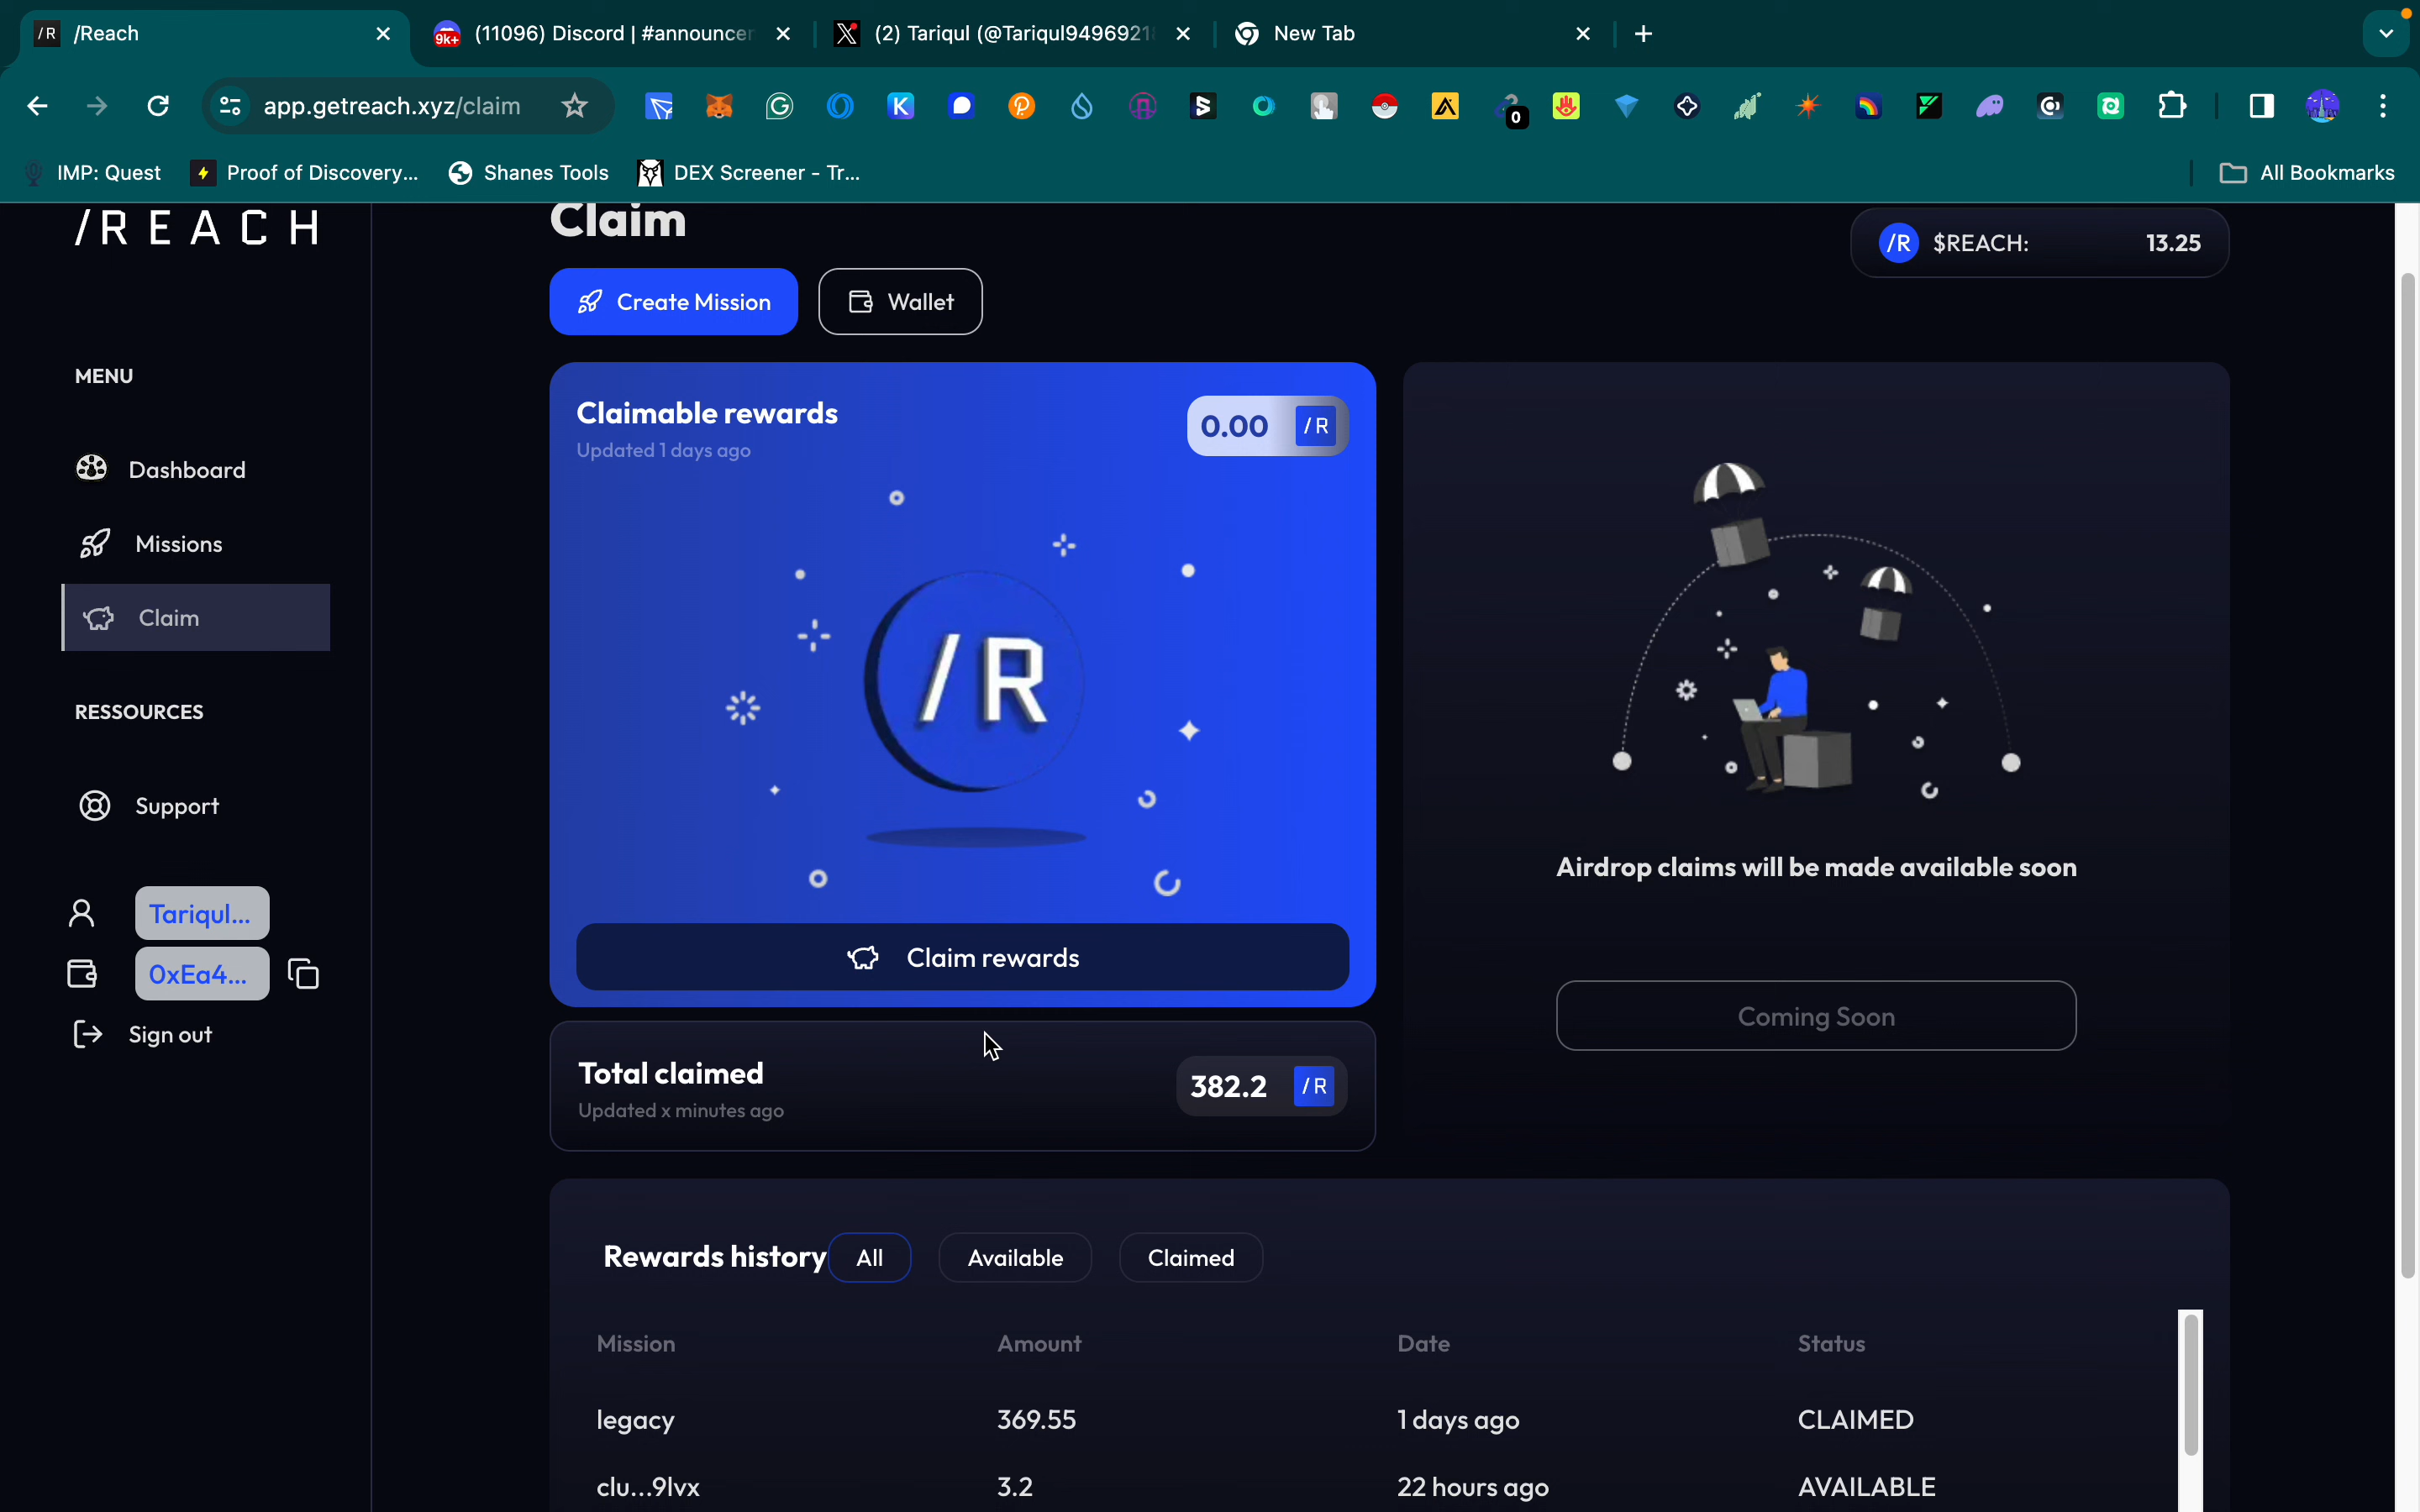 /R /Reach
9k+ (11096) Discord | #announcer
(2) Tariqul (@Tariqul9496921
New Tab
app.getreach.xyz/claim
0
IMP: Quest
Proof of Discovery...
Shanes Tools
DEX Screener - Tr...
All Bookmarks
/REACH
MENU
Dashboard
Missions
Claim
RESSOURCES
Support
Tariqul...
0xEa4...
Sign out
Claim
/R $REACH: 13.25
Create Mission
Wallet
Claimable rewards
0.00 /R
Updated 1 days ago
/R
Claim rewards
Total claimed
382.2 /R
Updated x minutes ago
Airdrop claims will be made available soon
Coming Soon
Rewards history All Available Claimed
Mission Amount Date Status
legacy 369.55 1 days ago CLAIMED
clu...9lvx 3.2 22 hours ago AVAILABLE